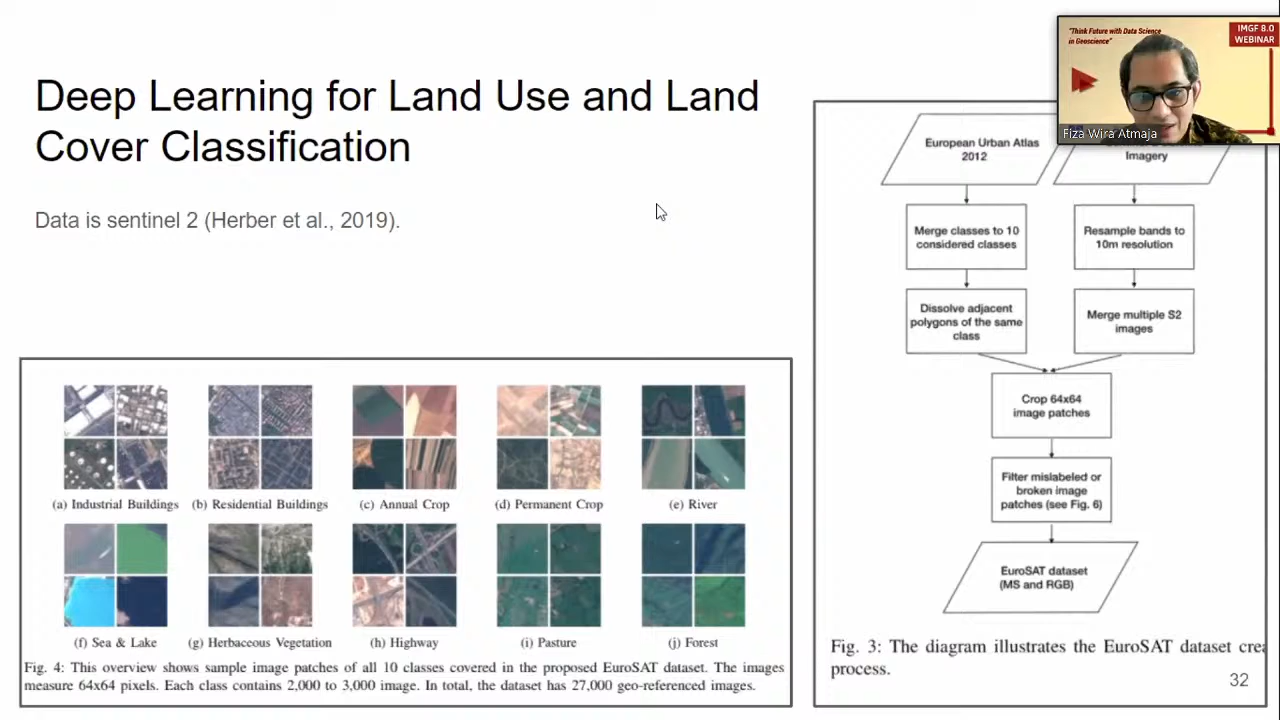 Deep Learning for Land Use and Land
Cover Classification
Data is sentinel 2 (Herber et al., 2019).
"Think Future with Data Science
in Geoscience"
IMGF 8.0
WEBINAR
Fiza Wira Atmaja
European Urban Atlas
2012
Imagery
Merge classes to 10
considered classes
Resample bands to
10m resolution
Dissolve adjacent
polygons of the same
class
Merge multiple S2
images
Crop 64x64
image patches
Filter mislabeled or
broken image
patches (see Fig. 6)
EuroSAT dataset
(MS and RGB)
Fig. 3: The diagram illustrates the EuroSAT dataset crea
process.
(a) Industrial Buildings
(b) Residential Buildings
(c) Annual Crop
(d) Permanent Crop
(e) River
(f) Sea & Lake
(g) Herbaceous Vegetation
(h) Highway
(i) Pasture
(j) Forest
Fig. 4: This overview shows sample image patches of all 10 classes covered in the proposed EuroSAT dataset. The images
measure 64x64 pixels. Each class contains 2,000 to 3,000 image. In total, the dataset has 27,000 geo-referenced images.
32